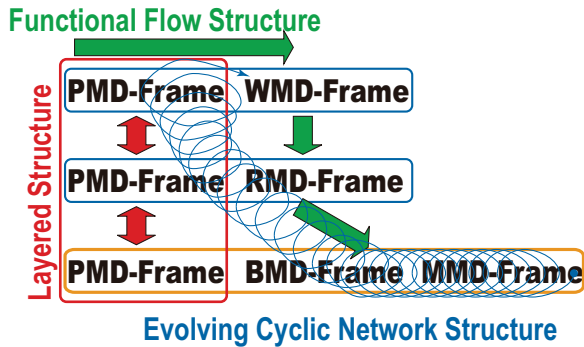 Functional Flow Structure
Layered Structure
PMD-Frame WMD-Frame
PMD-Frame RMD-Frame
PMD-Frame BMD-Frame MMD-Frame
Evolving Cyclic Network Structure